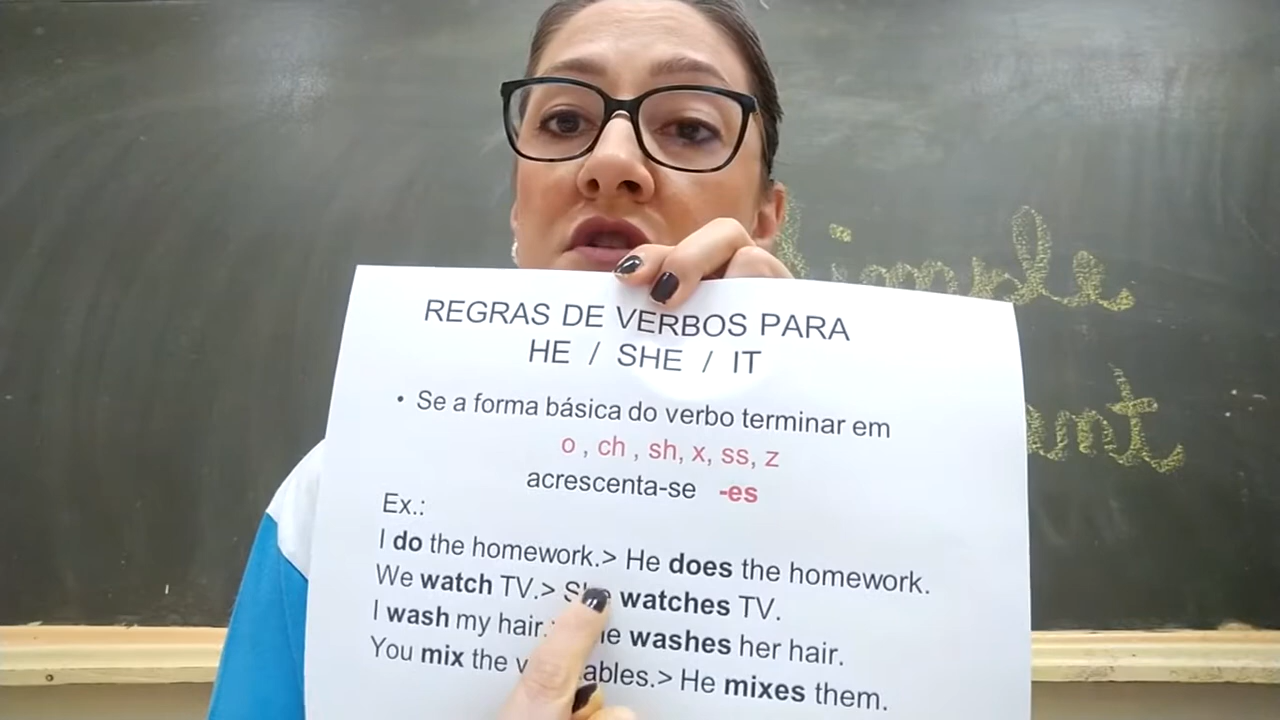 Simple
REGRAS DE VERBOS PARA
HE / SHE / IT
• Se a forma básica do verbo terminar em
o , ch , sh, x, ss, z
acrescenta-se -es
Ex.:
I do the homework.> He does the homework.
We watch TV.> She watches TV.
I wash my hair. washes her hair.
You mix the > He mixes them.